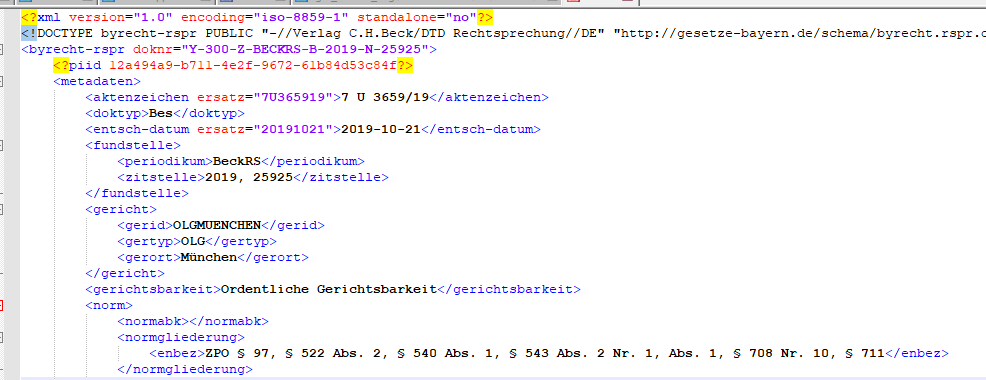 <?xml version="1.0" encoding="iso-8859-1" standalone="no"?>
<!DOCTYPE byrecht-rspr PUBLIC "-//Verlag C.H.Beck/DTD Rechtsprechung//DE" "http://gesetze-bayern.de/schema/byrecht.rspr.
<byrecht-rspr doknr="Y-300-Z-BECKRS-B-2019-N-25925">
<?piid 12a494a9-b711-4e2f-9672-61b84d53c84f?>
<metadaten>
<aktenzeichen ersatz="7U365919">7 U 3659/19</aktenzeichen>
<doktyp>Bes</doktyp>
<entsch-datum ersatz="20191021">2019-10-21</entsch-datum>
<fundstelle>
<periodikum>BeckRS</periodikum>
<zitstelle>2019, 25925</zitstelle>
</fundstelle>
<gericht>
<gerid>OLGMUENCHEN</gerid>
<gertyp>OLG</gertyp>
<gerort>München</gerort>
</gericht>
<gerichtsbarkeit>Ordentliche Gerichtsbarkeit</gerichtsbarkeit>
<norm>
<normabk></normabk>
<normgliederung>
<enbez>ZPO § 97, § 522 Abs. 2, § 540 Abs. 1, § 543 Abs. 2 Nr. 1, Abs. 1, § 708 Nr. 10, § 711</enbez>
</normgliederung>